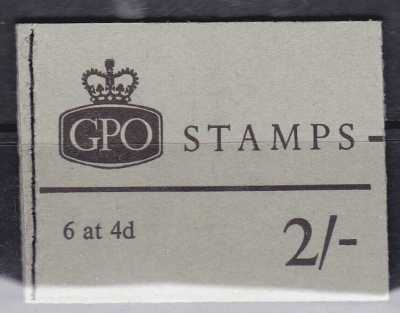 GPO STAMPS
6 at 4d 2/-